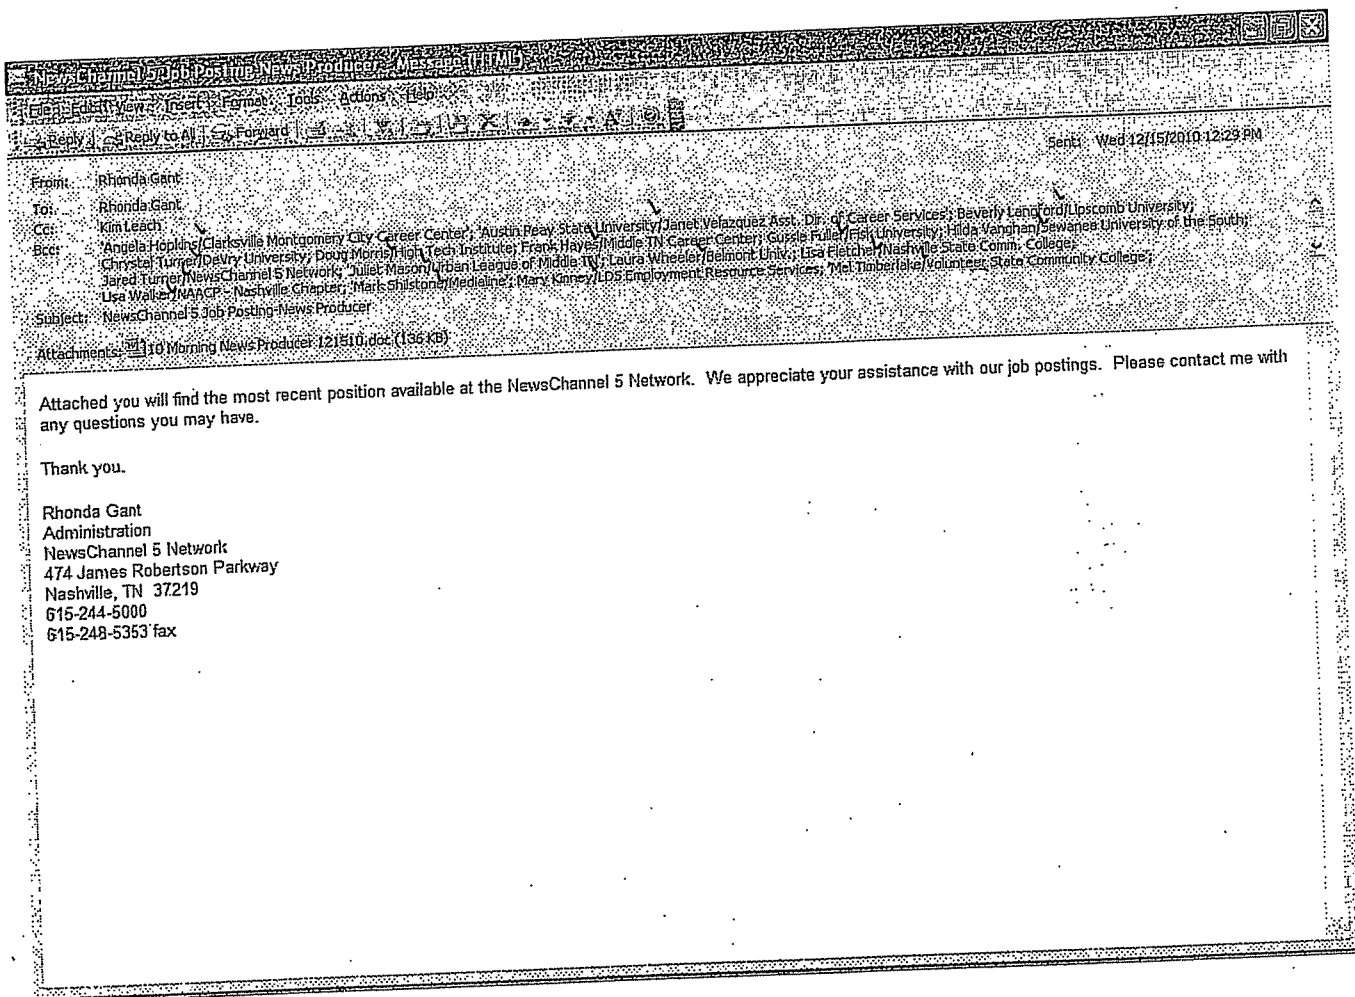 NewsChannel 5 Job Posting-News Producer - Message (HTML)
File Edit View Insert Format Tools Actions Help
Reply Reply to All Forward
Sent: Wed 12/15/2010 12:29 PM
From: Rhonda Gant
To: Rhonda Gant
Cc: Kim Leach
Bcc: 'Angela Hopkins/Clarksville Montgomery City Career Center'; 'Austin Peay State University/Janet Velazquez Asst. Dir. of Career Services'; Beverly Langford/Lipscomb University;
Chrystal Turner/DeVry University; Doug Morris/High Tech Institute; Frank Hayes/Middle TN Career Center; Gussie Fuller/Fisk University; Hilda Vanghan/Sewanee University of the South;
Jared Turner/NewsChannel 5 Network; 'Juliet Mason/Urban League of Middle TN'; Laura Wheeler/Belmont Univ.; Lisa Fletcher/Nashville State Comm. College;
Lisa Walker/NAACP - Nashville Chapter; 'Mark Shilstone/Medialine'; Mary Kinney/LDS Employment Resource Services; 'Mel Timberlake/Volunteer State Community College';
Subject: NewsChannel 5 Job Posting-News Producer
Attachments: 10 Morning News Producer 121510.doc (136 KB)
Attached you will find the most recent position available at the NewsChannel 5 Network. We appreciate your assistance with our job postings. Please contact me with
any questions you may have.
Thank you.
Rhonda Gant
Administration
NewsChannel 5 Network
474 James Robertson Parkway
Nashville, TN 37219
615-244-5000
615-248-5353 fax